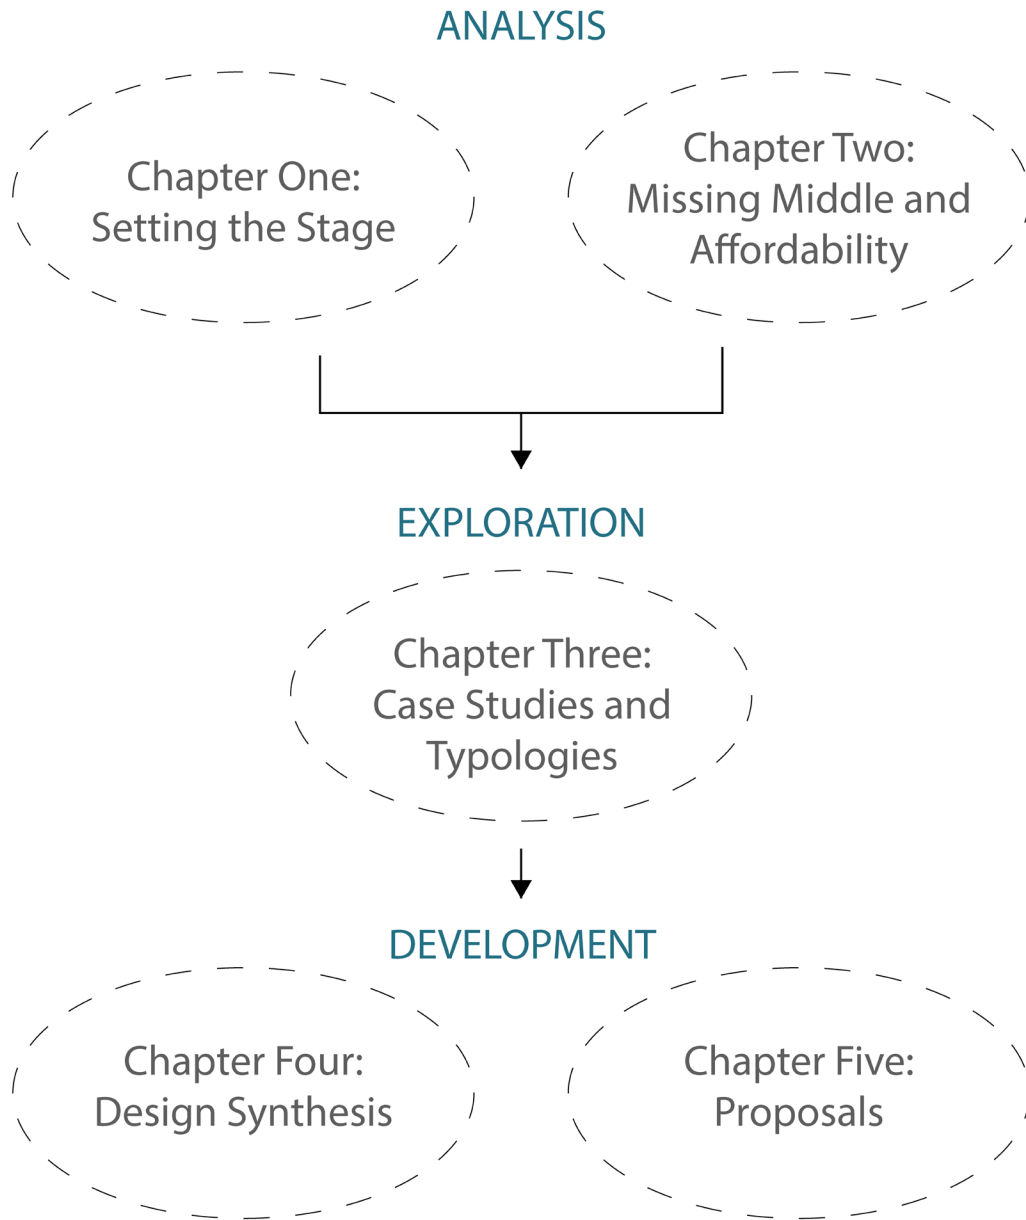 ANALYSIS
Chapter One:
Setting the Stage
Chapter Two:
Missing Middle and
Affordability
EXPLORATION
Chapter Three:
Case Studies and
Typologies
DEVELOPMENT
Chapter Four:
Design Synthesis
Chapter Five:
Proposals